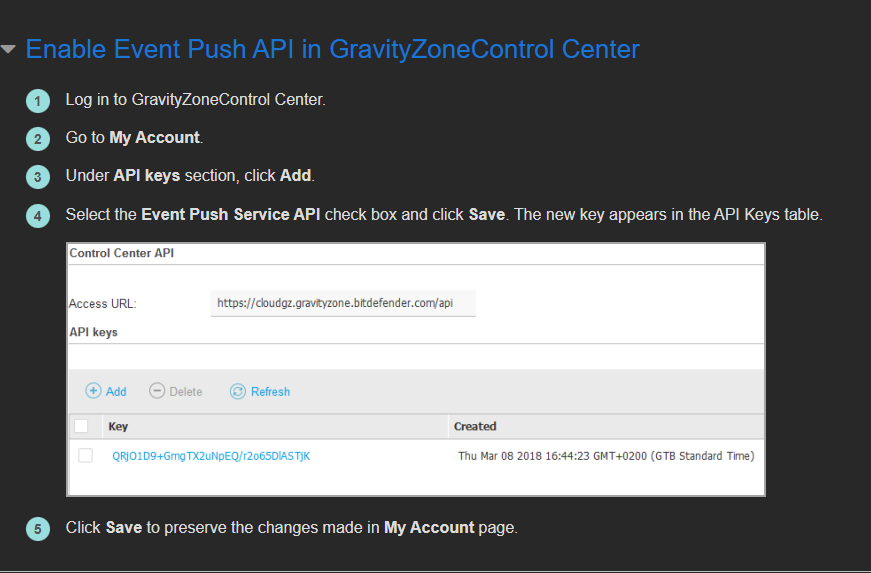 Enable Event Push API in GravityZoneControl Center
1 Log in to GravityZoneControl Center.
2 Go to My Account.
3 Under API keys section, click Add.
4 Select the Event Push Service API check box and click Save. The new key appears in the API Keys table.
Control Center API
Access URL: https://cloudgz.gravityzone.bitdefender.com/api
API keys
Add Delete Refresh
Key Created
QRjO1D9+GmgTX2uNpEQ/r2o65DlASTjK Thu Mar 08 2018 16:44:23 GMT+0200 (GTB Standard Time)
5 Click Save to preserve the changes made in My Account page.